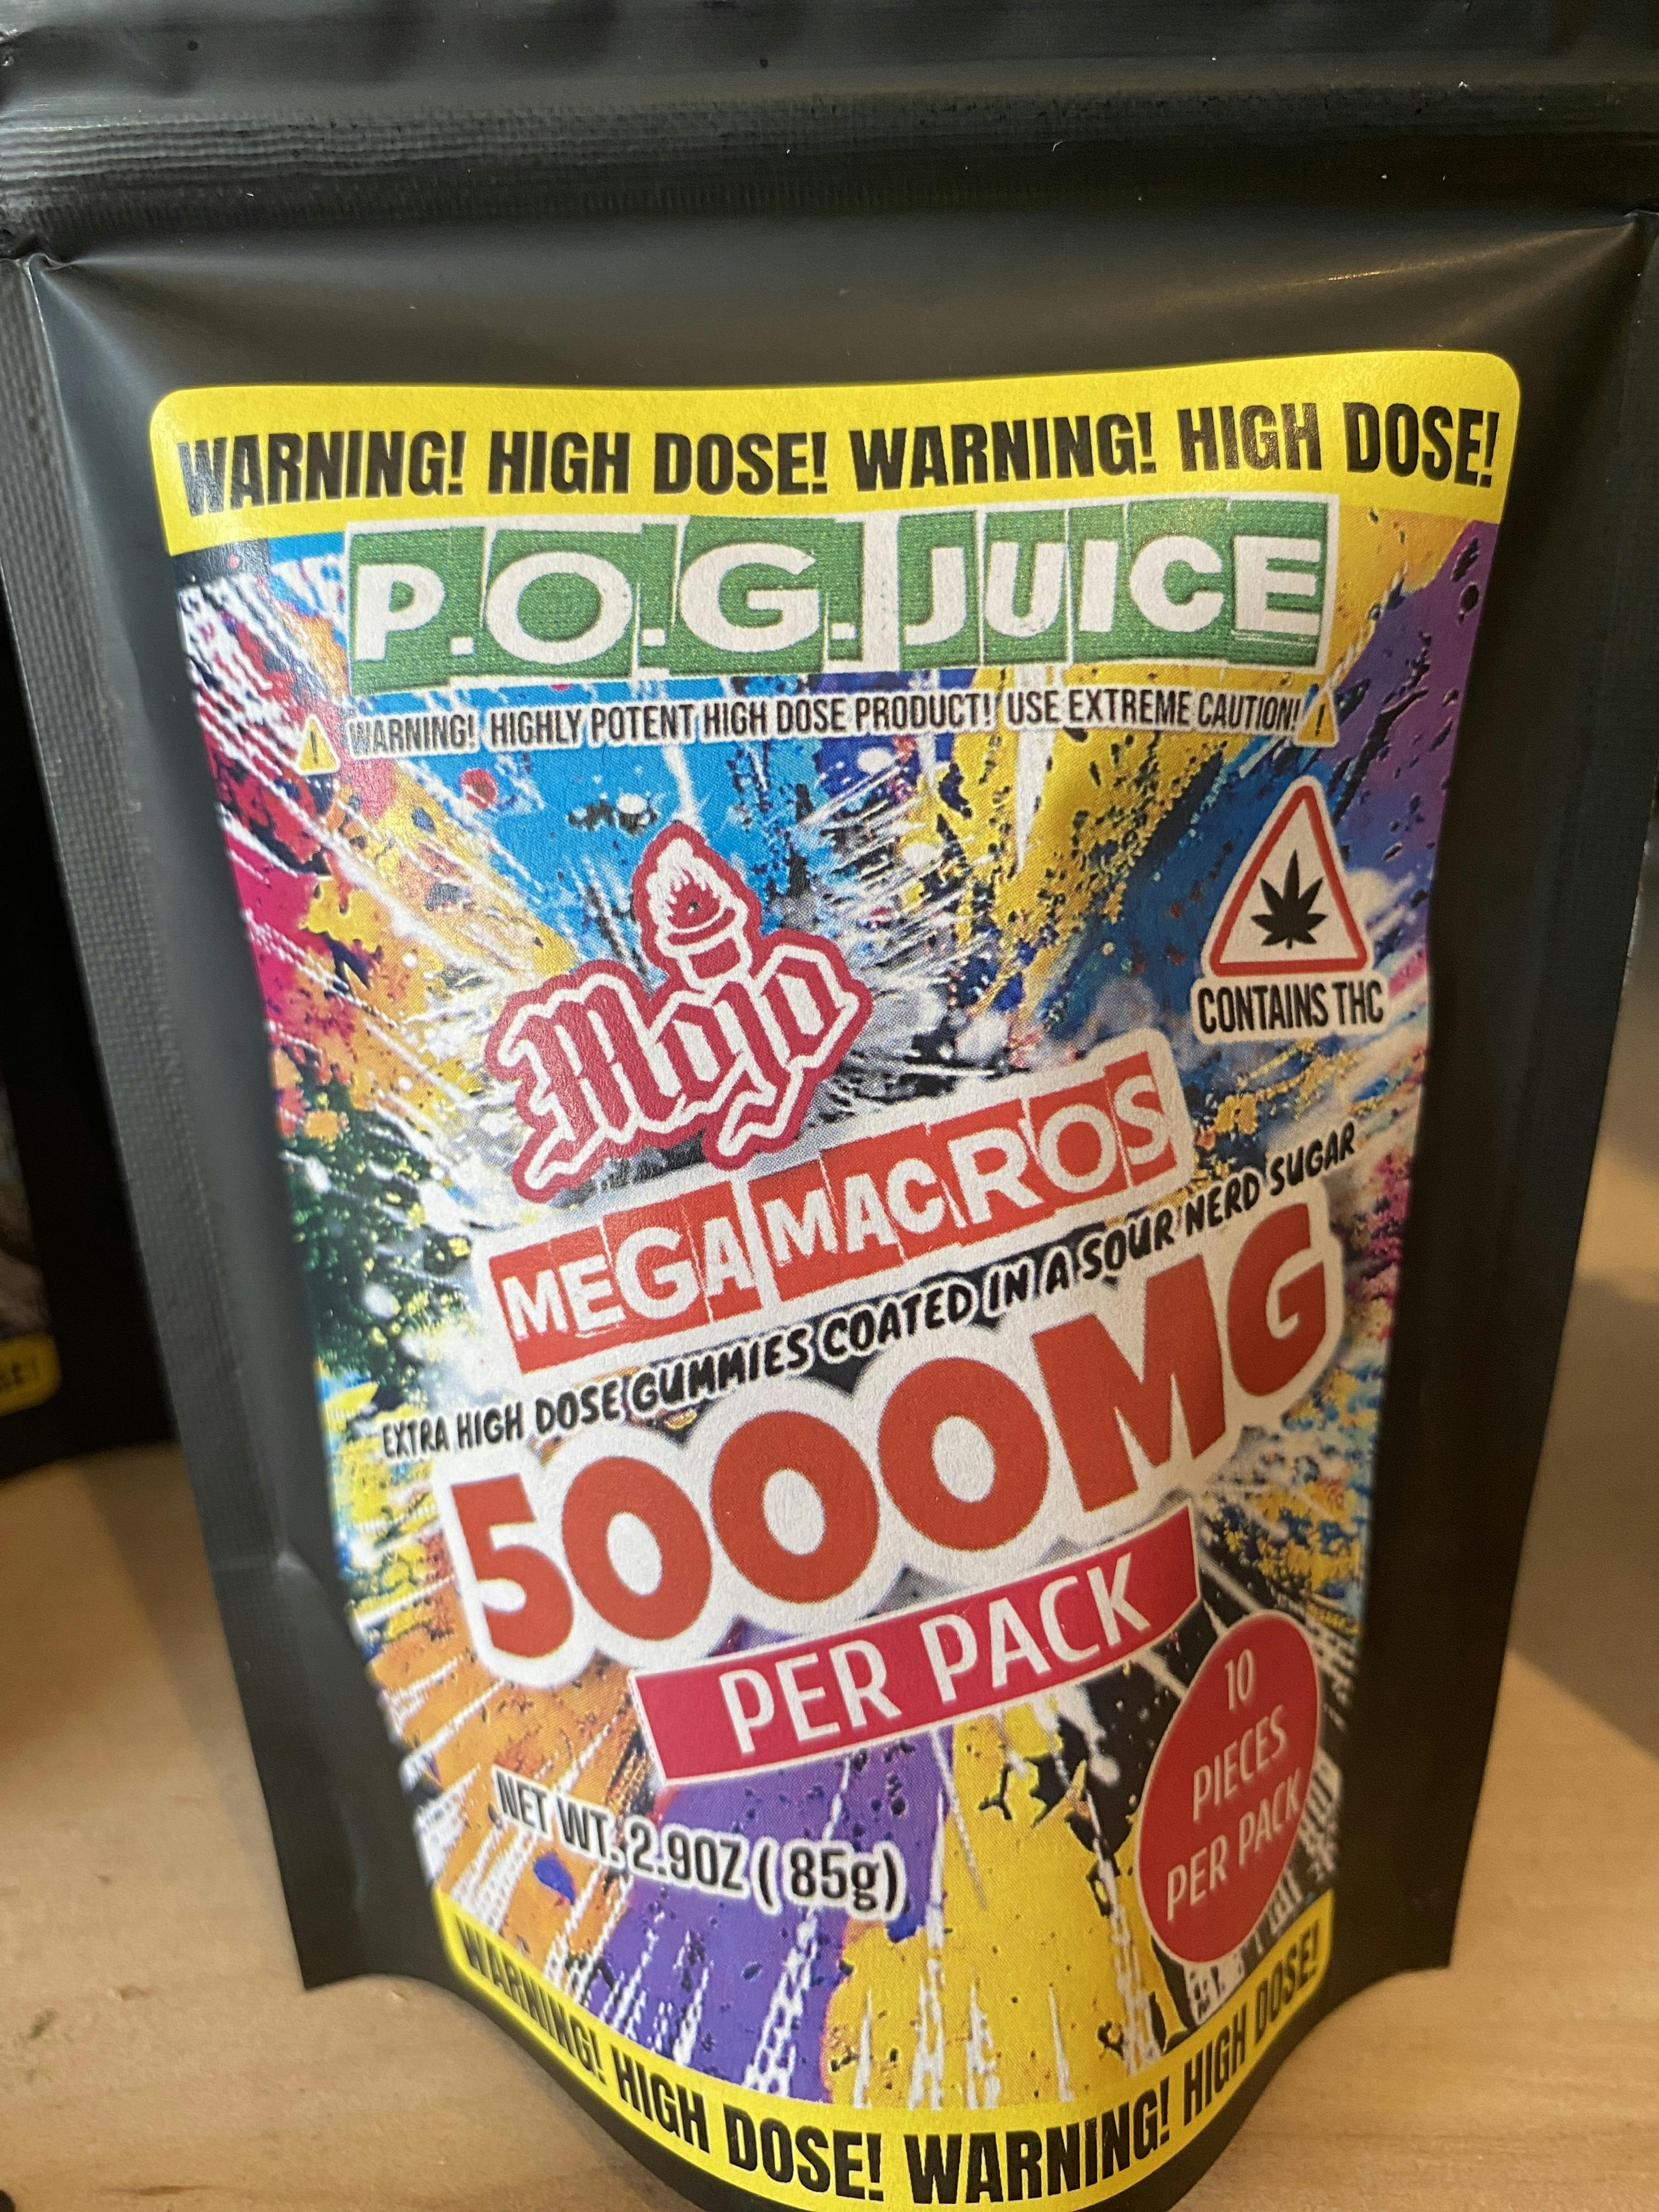 WARNING! HIGH DOSE! WARNING! HIGH DOSE!
P.O.G. JUICE
WARNING! HIGHLY POTENT HIGH DOSE PRODUCT! USE EXTREME CAUTION!
Mojo
CONTAINS THC
MEGA MACROS
EXTRA HIGH DOSE GUMMIES COATED IN A SOUR NERD SUGAR
5000MG
PER PACK
10
PIECES
PER PACK
NET WT. 2.9OZ ( 85g)
WARNING! HIGH DOSE! WARNING! HIGH DOSE!